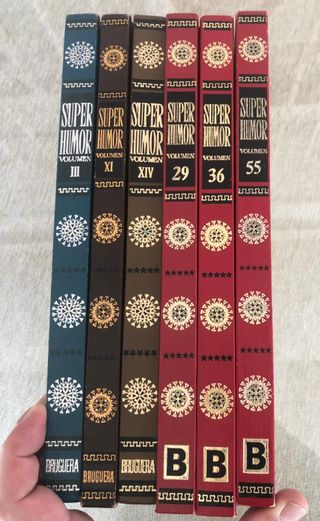 SUPER
HUMOR
VOLUMEN
III
BRUGUERA
SUPER
HUMOR
VOLUMEN
XI
BRUGUERA
SUPER
HUMOR
VOLUMEN
XIV
BRUGUERA
SUPER
HUMOR
VOLUMEN
29
B
SUPER
HUMOR
VOLUMEN
36
B
SUPER
HUMOR
VOLUMEN
55
B